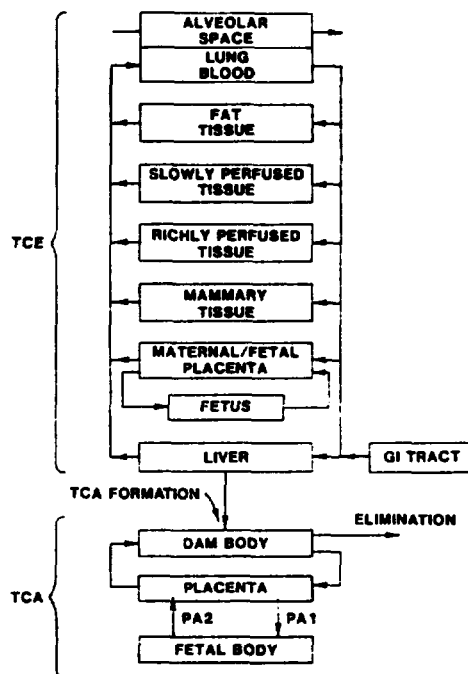 ALVEOLAR
SPACE
LUNG
BLOOD
FAT
TISSUE
SLOWLY PERFUSED
TISSUE
TCE
RICHLY PERFUSED
TISSUE
MAMMARY
TISSUE
MATERNAL/FETAL
PLACENTA
FETUS
LIVER
GI TRACT
TCA FORMATION
ELIMINATION
DAM BODY
TCA
PLACENTA
PA2
PA1
FETAL BODY